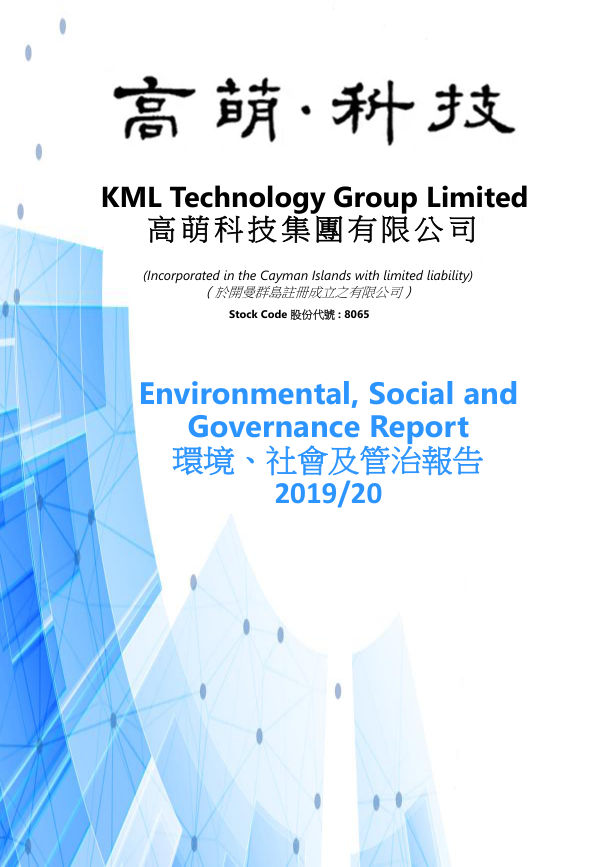 高萌·科技
KML Technology Group Limited
高萌科技集團有限公司
(Incorporated in the Cayman Islands with limited liability)
（於開曼群島註冊成立之有限公司）
Stock Code 股份代號 : 8065
Environmental, Social and
Governance Report
環境、社會及管治報告
2019/20